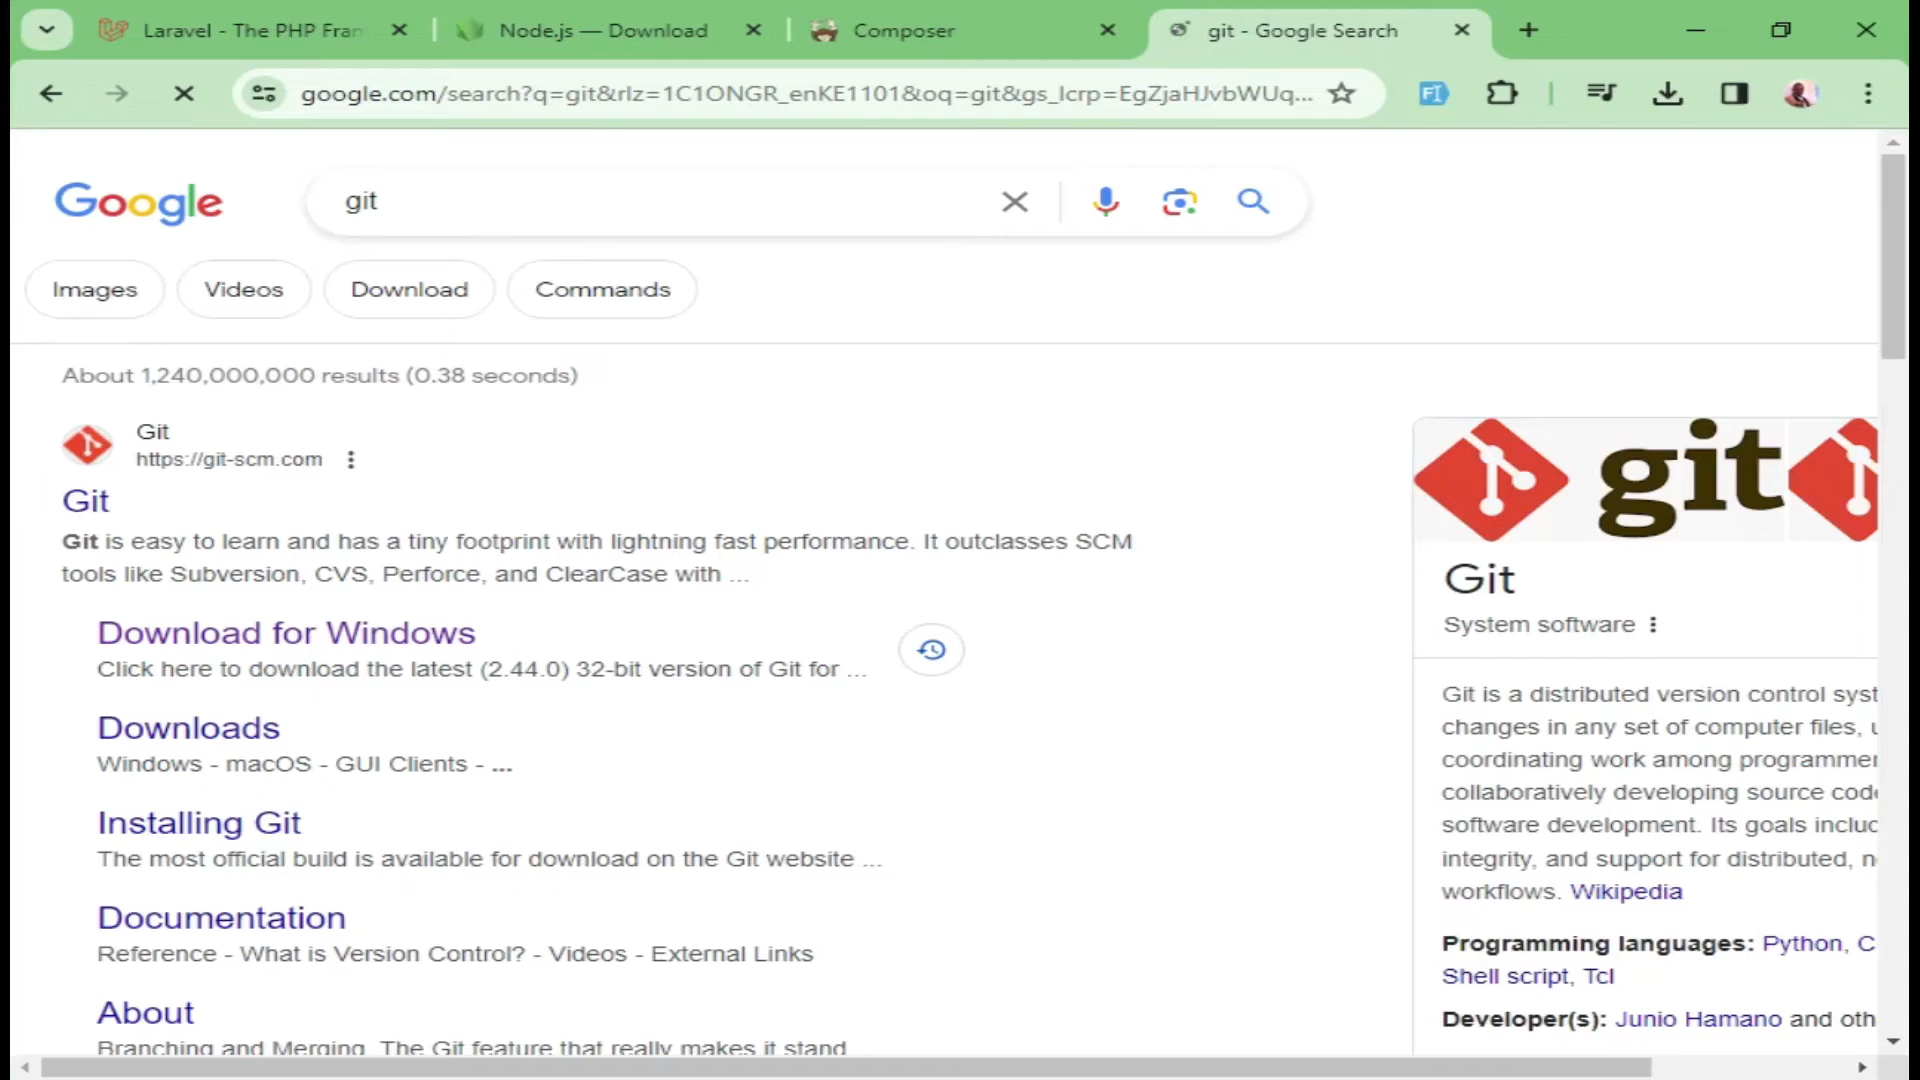 Laravel - The PHP Fran
Node.js — Download
Composer
git - Google Search
google.com/search?q=git&rlz=1C1ONGR_enKE1101&oq=git&gs_lcrp=EgZjaHJvbWUq...
Google
git
Images
Videos
Download
Commands
About 1,240,000,000 results (0.38 seconds)
Git
https://git-scm.com
Git
Git is easy to learn and has a tiny footprint with lightning fast performance. It outclasses SCM
tools like Subversion, CVS, Perforce, and ClearCase with ...
Download for Windows
Click here to download the latest (2.44.0) 32-bit version of Git for ...
Downloads
Windows - macOS - GUI Clients - ...
Installing Git
The most official build is available for download on the Git website ...
Documentation
Reference - What is Version Control? - Videos - External Links
About
Branching and Merging. The Git feature that really makes it stand
git
Git
System software
Git is a distributed version control syst
changes in any set of computer files, u
coordinating work among programmer
collaboratively developing source code
software development. Its goals includ
integrity, and support for distributed, n
workflows. Wikipedia
Programming languages: Python, C
Shell script, Tcl
Developer(s): Junio Hamano and oth